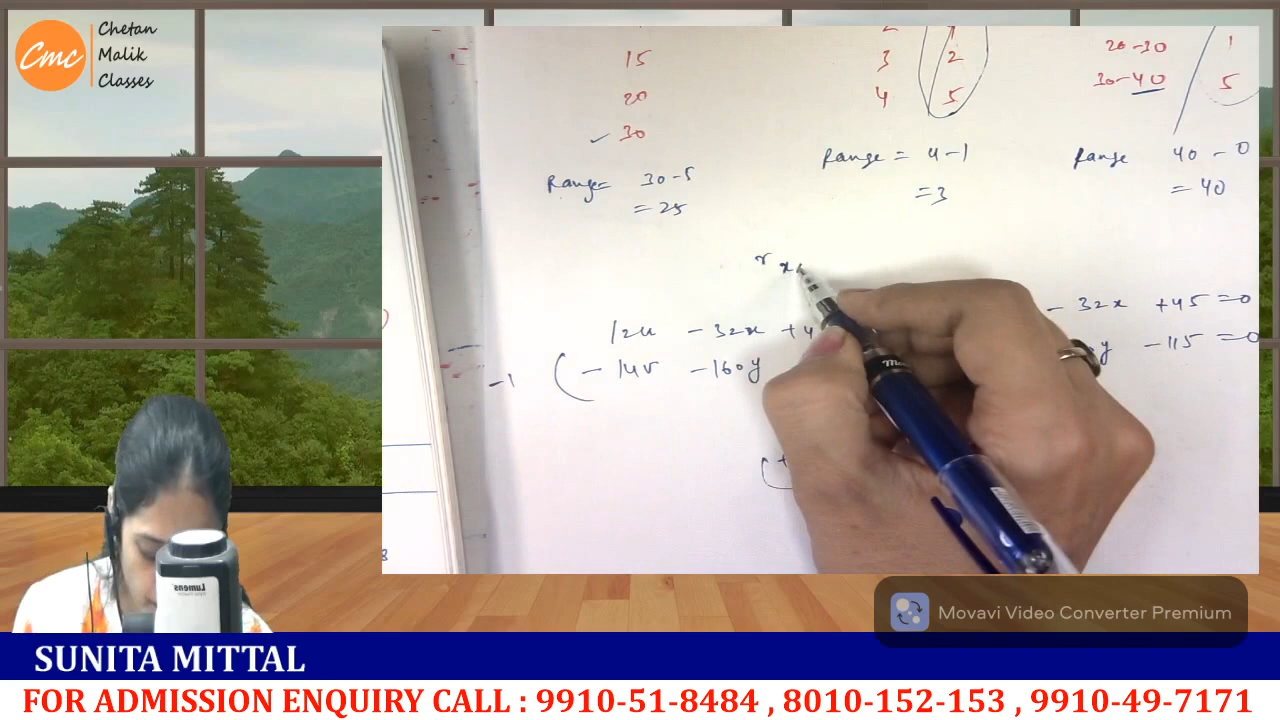 Cmc
Chetan
Malik
Classes
15
20
30
3 2
4 5
20-30 1
30-40 5
Range= 30-5
= 25
Range = 4-1
=3
Range 40-0
= 40
12u - 32x + 4
-1 ( - 14v - 160y
- 32x + 45 =0
y - 115 =0
Lumens
Movavi Video Converter Premium
SUNITA MITTAL
FOR ADMISSION ENQUIRY CALL : 9910-51-8484 , 8010-152-153 , 9910-49-7171